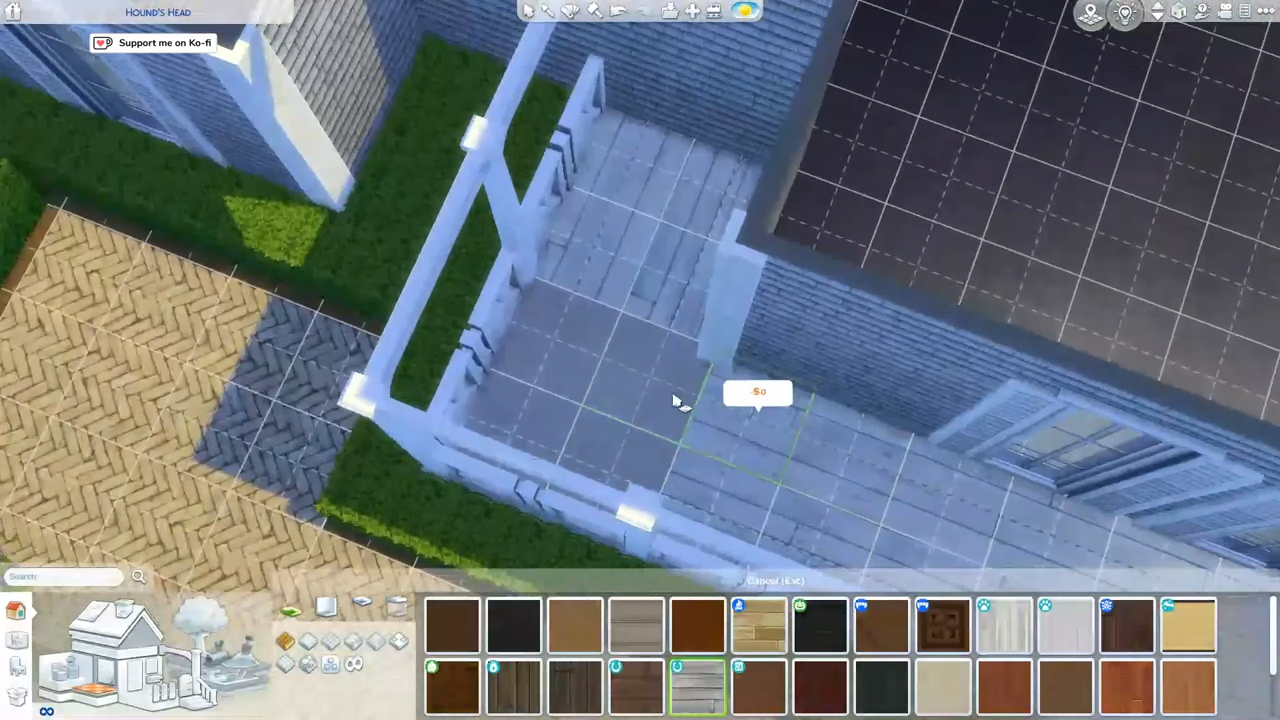 HOUND'S HEAD
Support me on Ko-fi
-$0
Cancel (Esc)
Search: